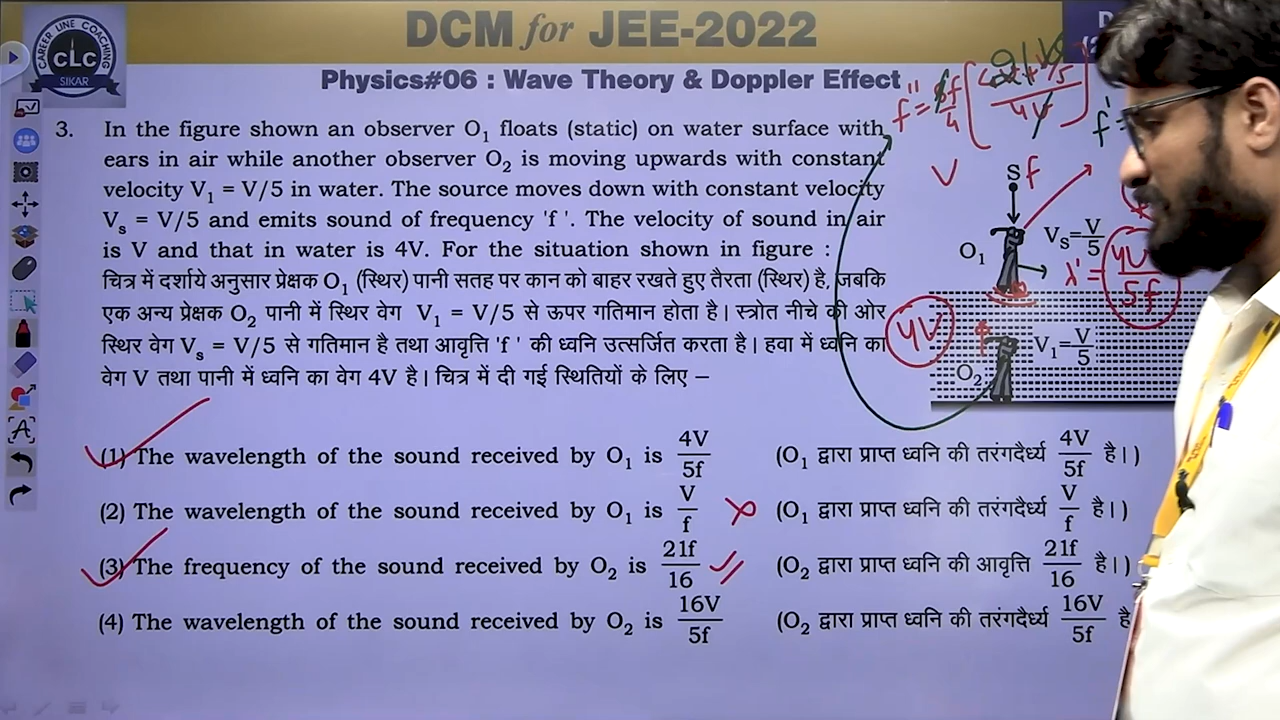 DCM for JEE-2022
CAREER LINE COACHING
CLC
SIKAR
Physics#06 : Wave Theory & Doppler Effect
3. In the figure shown an observer O₁ floats (static) on water surface with
ears in air while another observer O₂ is moving upwards with constant
velocity V₁ = V/5 in water. The source moves down with constant velocity
Vₛ = V/5 and emits sound of frequency 'f '. The velocity of sound in air
is V and that in water is 4V. For the situation shown in figure :
चित्र में दर्शाये अनुसार प्रेक्षक O₁ (स्थिर) पानी सतह पर कान को बाहर रखते हुए तैरता (स्थिर) है, जबकि
एक अन्य प्रेक्षक O₂ पानी में स्थिर वेग V₁ = V/5 से ऊपर गतिमान होता है। स्त्रोत नीचे की ओर
स्थिर वेग Vₛ = V/5 से गतिमान है तथा आवृत्ति 'f ' की ध्वनि उत्सर्जित करता है। हवा में ध्वनि का
वेग V तथा पानी में ध्वनि का वेग 4V है। चित्र में दी गई स्थितियों के लिए –
V
S f
O₁ Vₛ=V/5
λ' = 4V/5f
4V
O₂ V₁=V/5
(1) The wavelength of the sound received by O₁ is 4V/5f (O₁ द्वारा प्राप्त ध्वनि की तरंगदैर्ध्य 4V/5f है।)
(2) The wavelength of the sound received by O₁ is V/f (O₁ द्वारा प्राप्त ध्वनि की तरंगदैर्ध्य V/f है।)
(3) The frequency of the sound received by O₂ is 21f/16 (O₂ द्वारा प्राप्त ध्वनि की आवृत्ति 21f/16 है।)
(4) The wavelength of the sound received by O₂ is 16V/5f (O₂ द्वारा प्राप्त ध्वनि की तरंगदैर्ध्य 16V/5f है